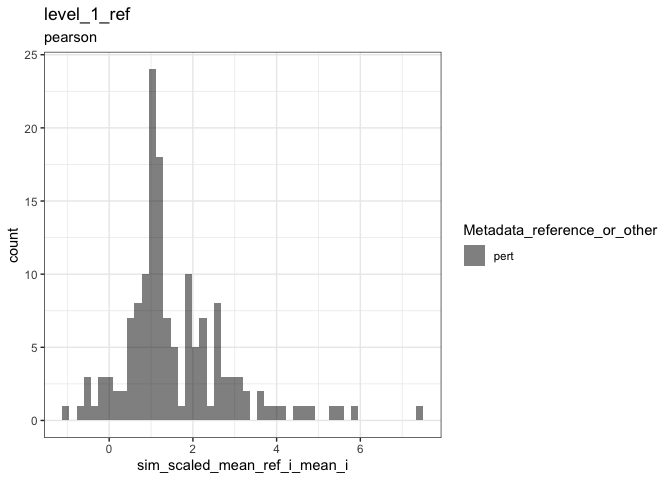 level_1_ref
pearson
25
20
15
10
5
0
count
0 2 4 6
sim_scaled_mean_ref_i_mean_i
Metadata_reference_or_other
pert